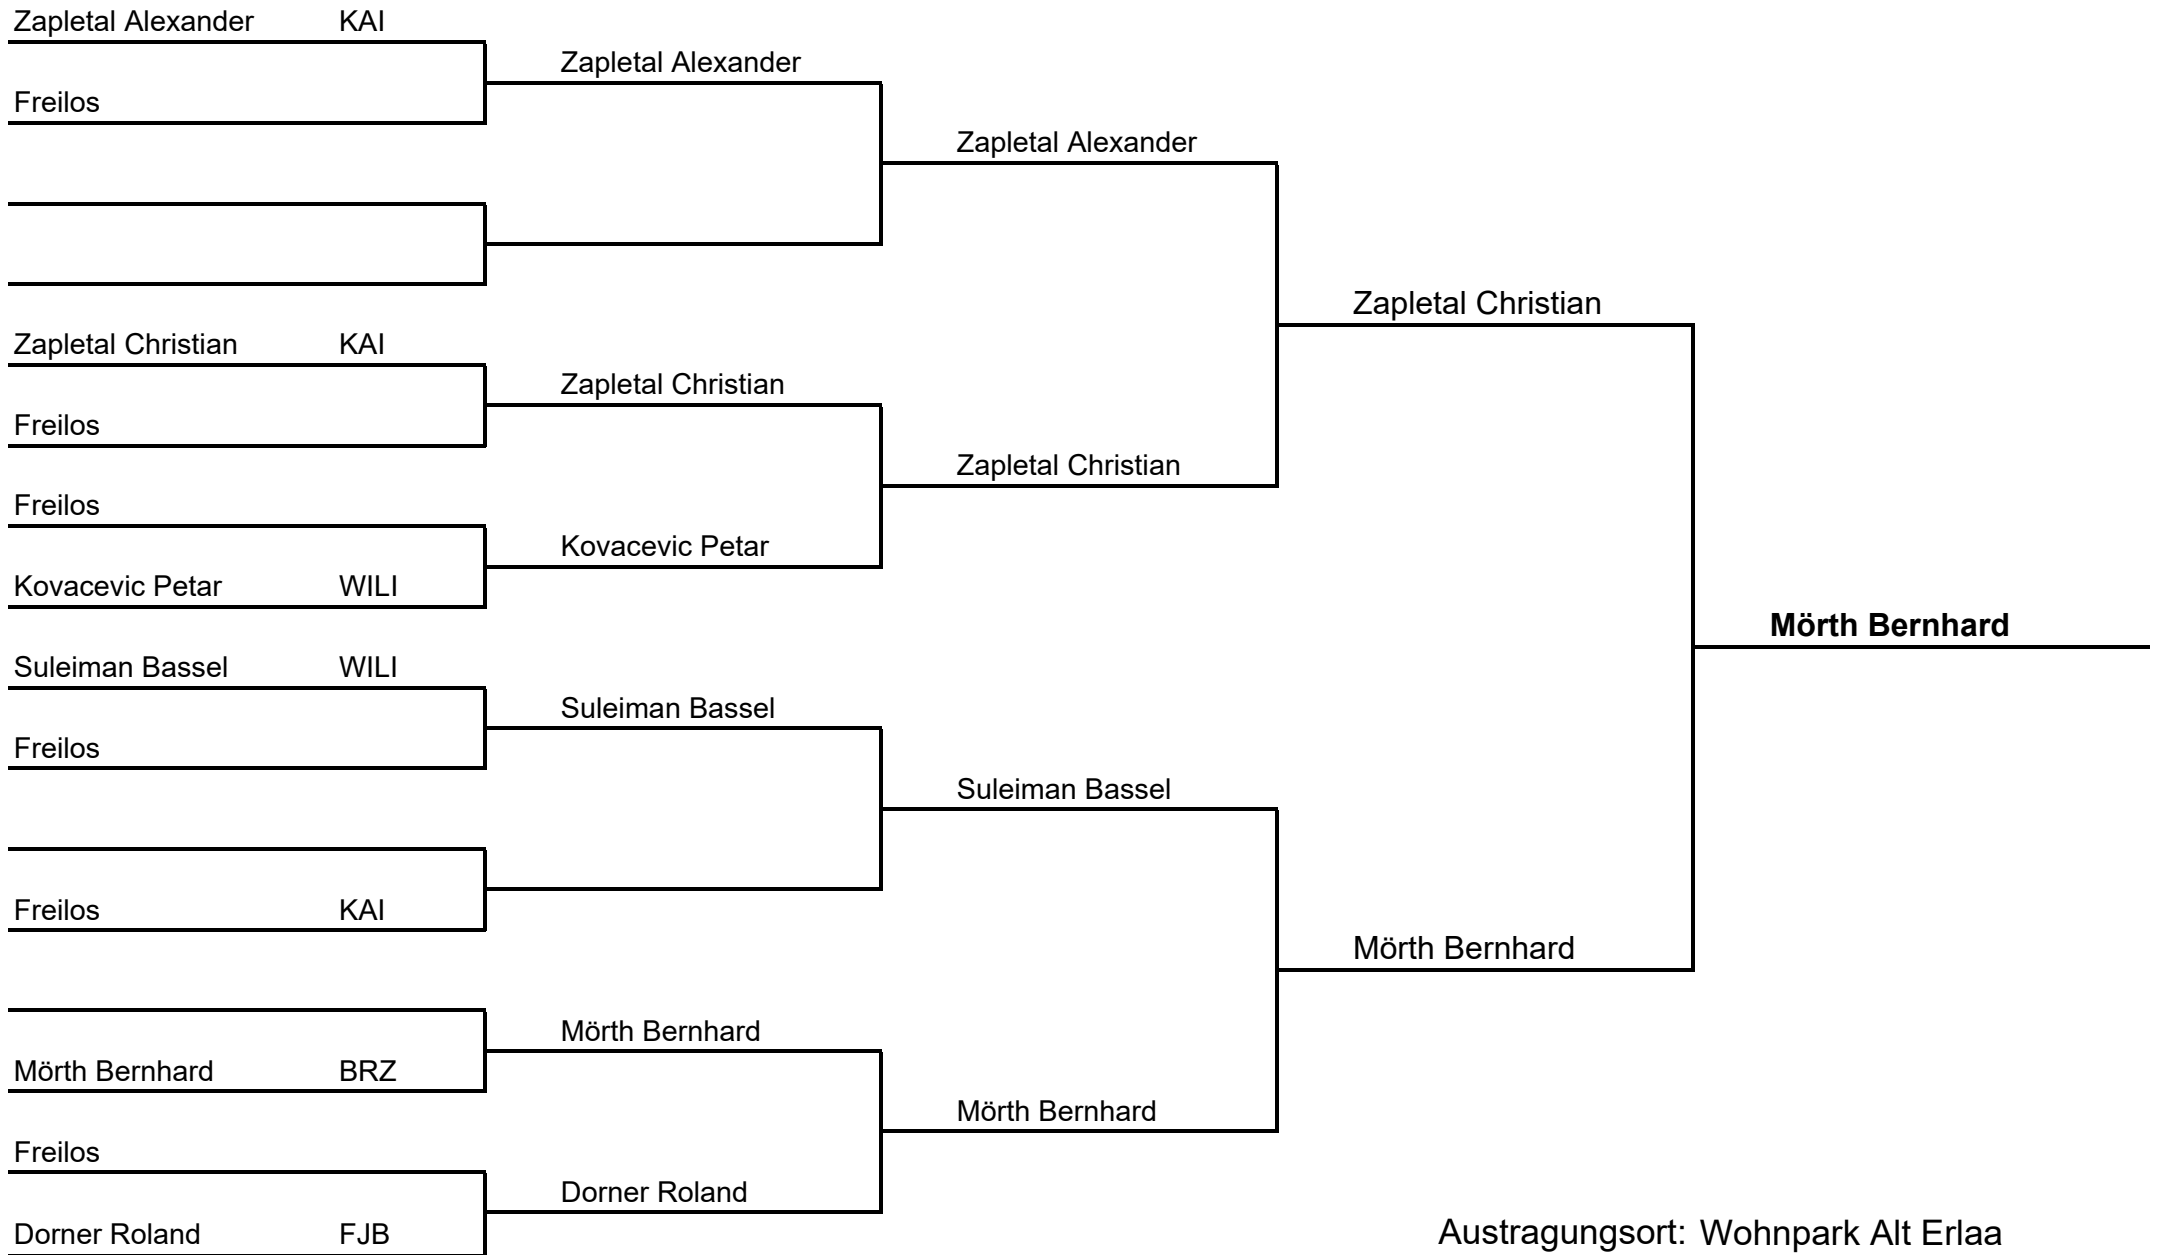 Zapletal Alexander KAI
Zapletal Alexander
Freilos
Zapletal Alexander
Zapletal Christian
Zapletal Christian KAI
Zapletal Christian
Freilos
Zapletal Christian
Freilos
Kovacevic Petar
Kovacevic Petar WILI
Mörth Bernhard
Suleiman Bassel WILI
Suleiman Bassel
Freilos
Suleiman Bassel
Freilos KAI
Mörth Bernhard
Mörth Bernhard
Mörth Bernhard BRZ
Mörth Bernhard
Freilos
Dorner Roland
Dorner Roland FJB
Austragungsort: Wohnpark Alt Erlaa